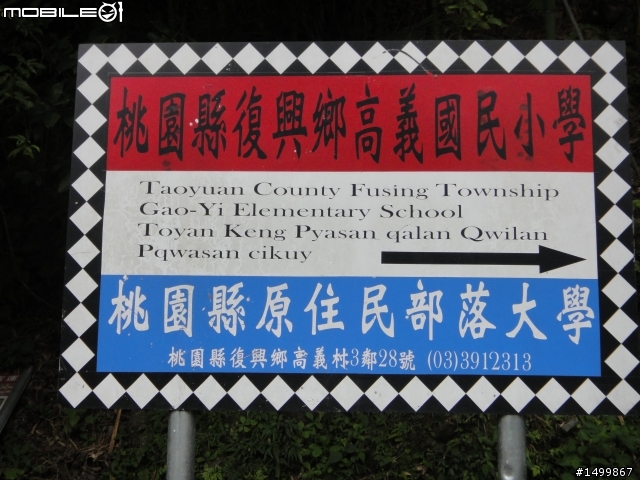 MOBILE01
桃園縣復興鄉高義國民小學
Taoyuan County Fusing Township
Gao-Yi Elementary School
Toyan Keng Pyasan qalan Qwilan
Pqwasan cikuy
桃園縣原住民部落大學
桃園縣復興鄉高義村3鄰28號 (03)3912313
#1499867